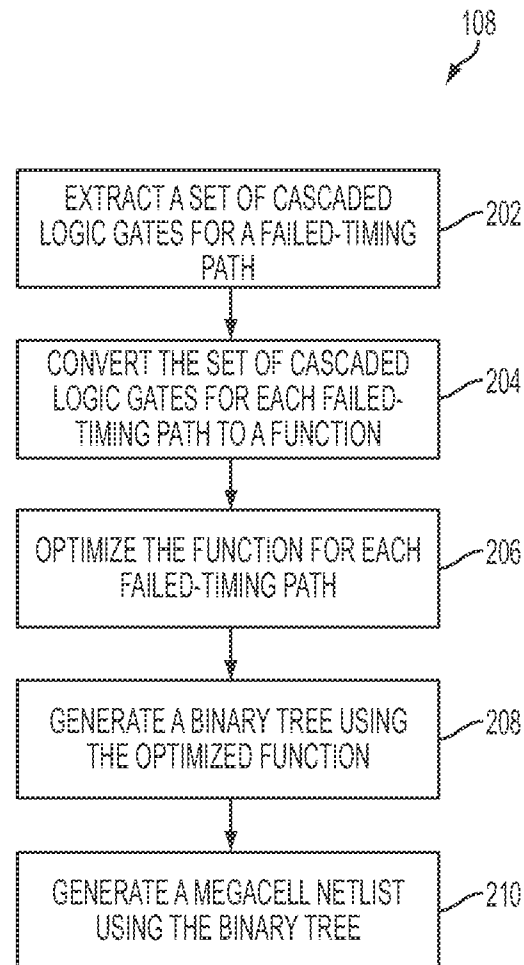 108
EXTRACT A SET OF CASCADED
LOGIC GATES FOR A FAILED-TIMING
PATH
202
CONVERT THE SET OF CASCADED
LOGIC GATES FOR EACH FAILED-
TIMING PATH TO A FUNCTION
204
OPTIMIZE THE FUNCTION FOR EACH
FAILED-TIMING PATH
206
GENERATE A BINARY TREE USING
THE OPTIMIZED FUNCTION
208
GENERATE A MEGACELL NETLIST
USING THE BINARY TREE
210